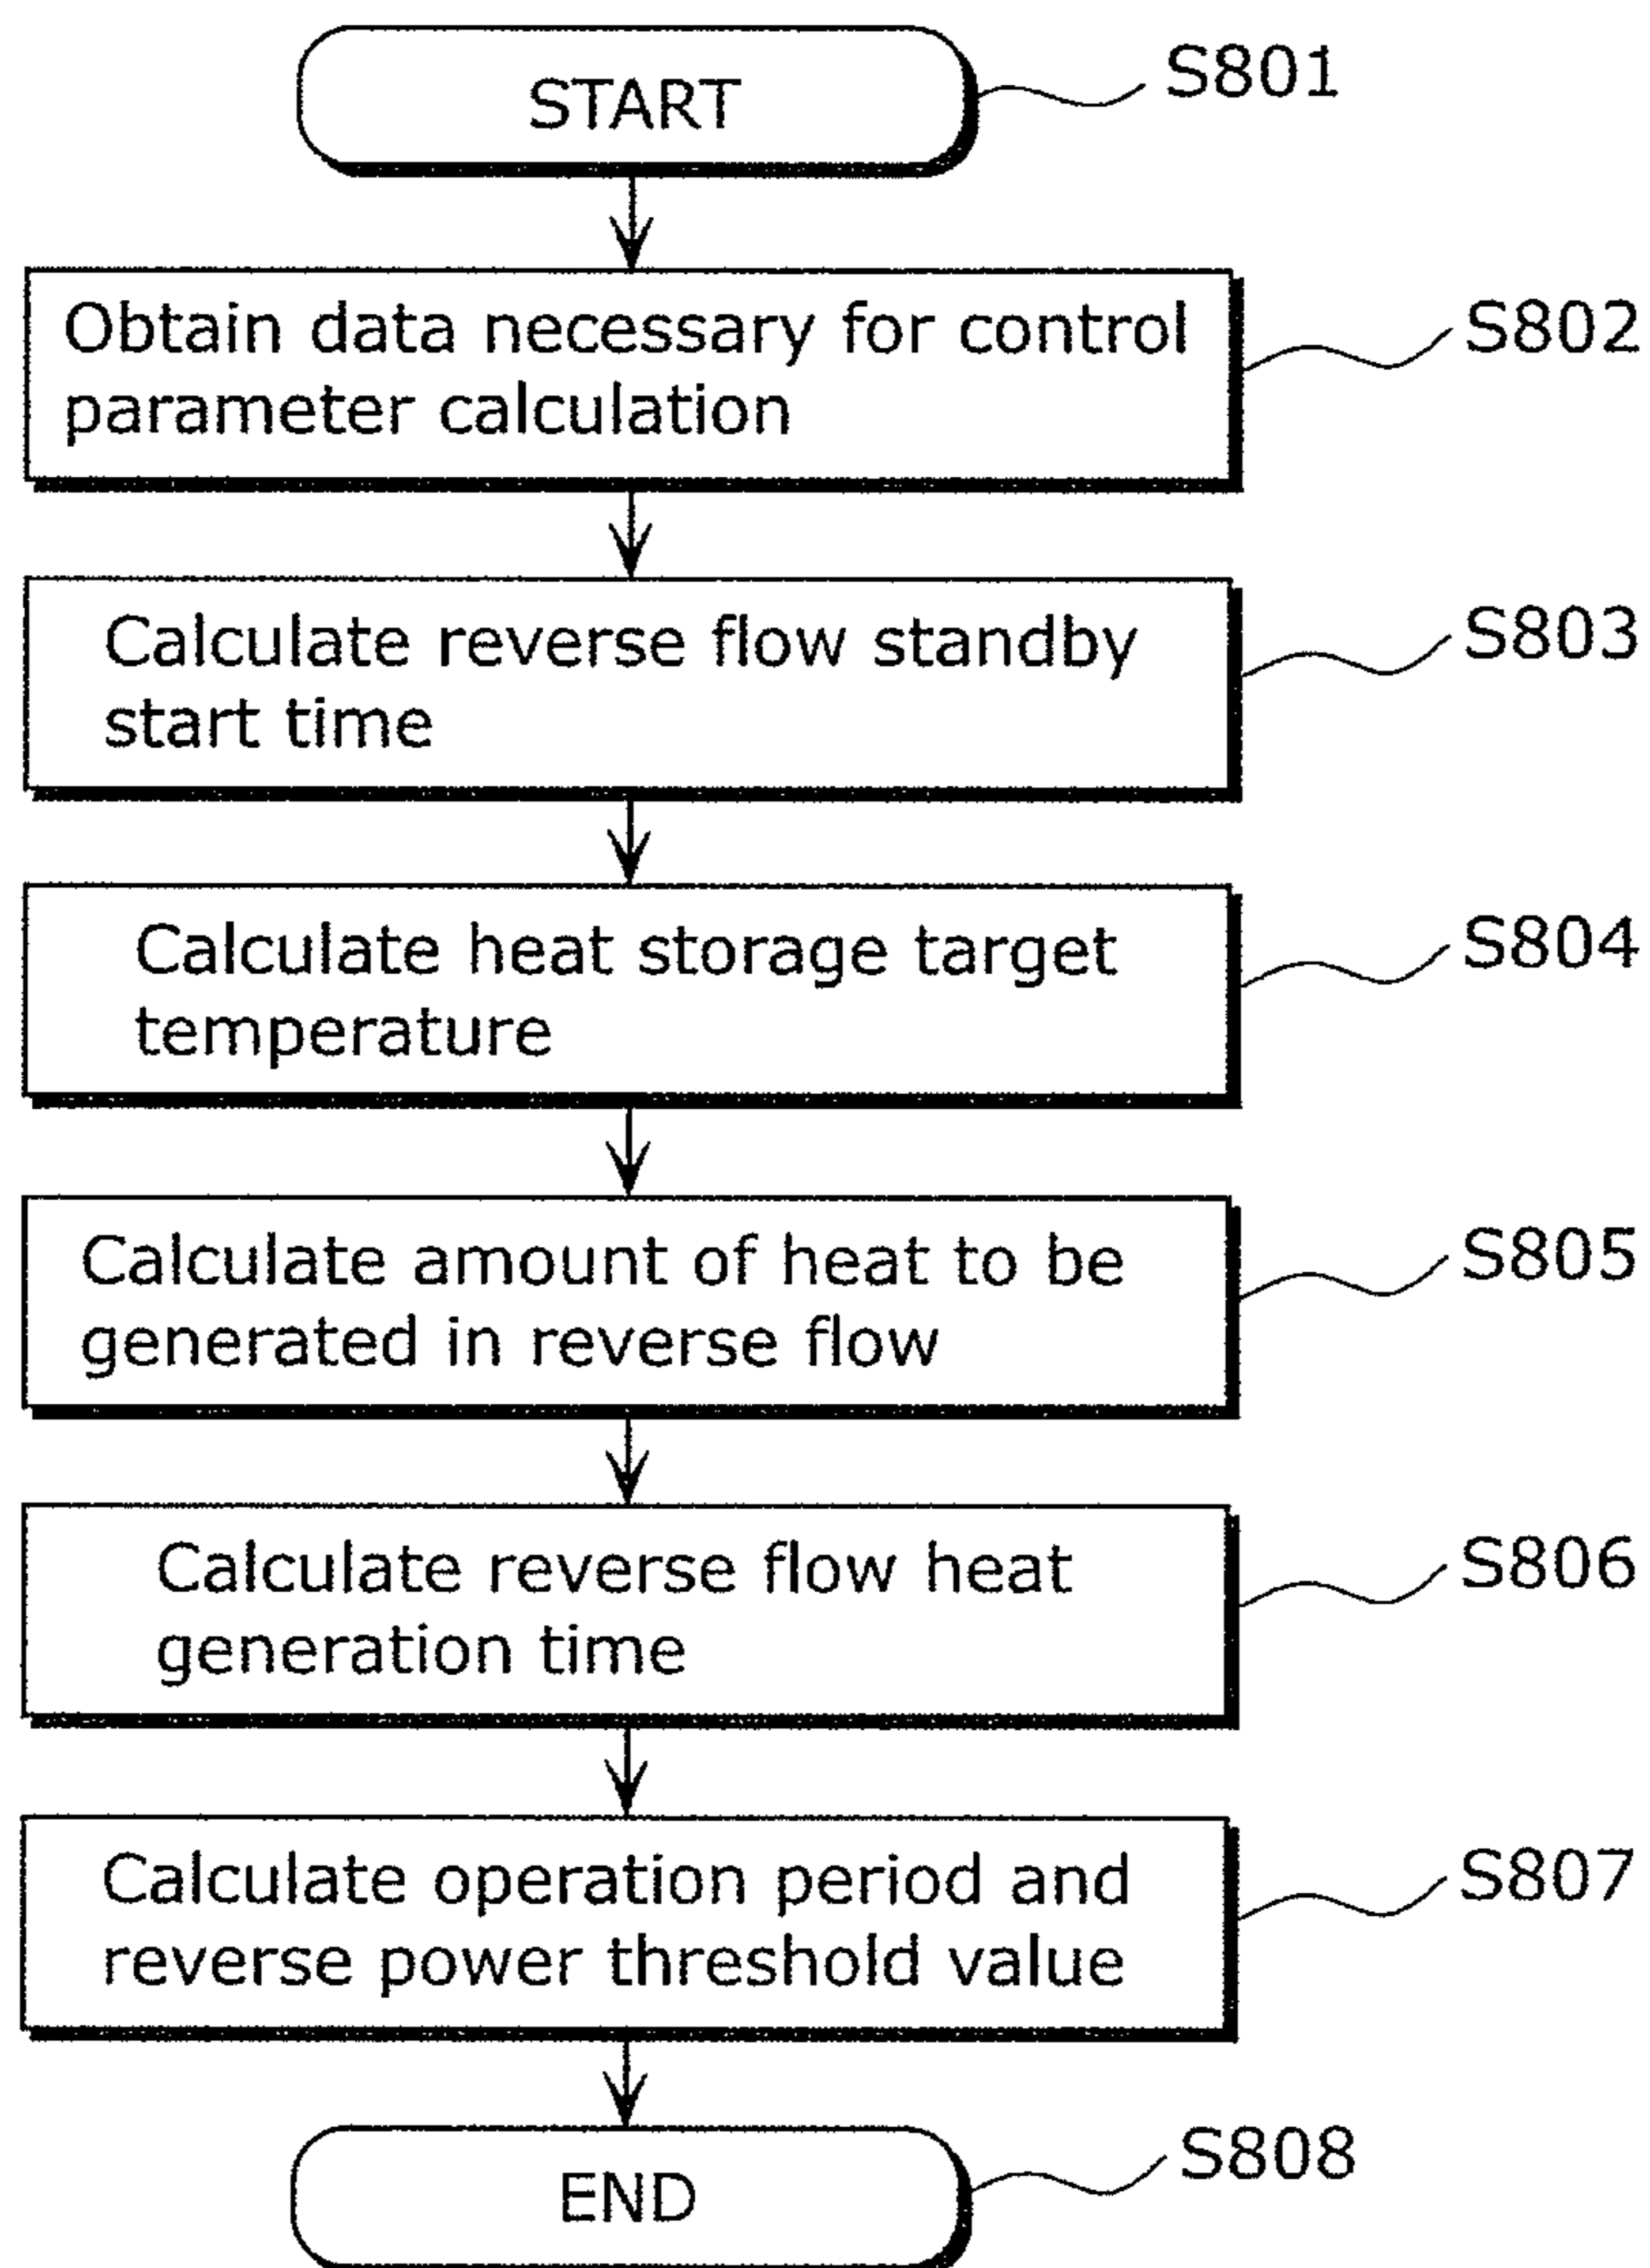 START
S801
Obtain data necessary for control
parameter calculation
S802
Calculate reverse flow standby
start time
S803
Calculate heat storage target
temperature
S804
Calculate amount of heat to be
generated in reverse flow
S805
Calculate reverse flow heat
generation time
S806
Calculate operation period and
reverse power threshold value
S807
END
S808